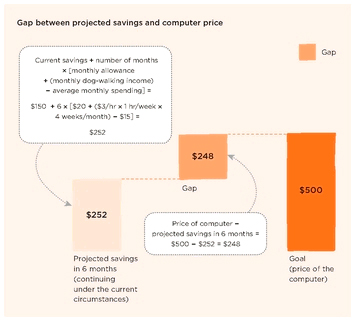 Gap between projected savings and computer price
Gap
Current savings + number of months
× [monthly allowance
+ (monthly dog-walking income)
− average monthly spending] =
$150 + 6 × [$20 + ($3/hr × 1 hr/week ×
4 weeks/month) − $15] =
$252
$248
Gap
$252
$500
Price of computer −
projected savings in 6 months =
$500 − $252 = $248
Projected savings
in 6 months
(continuing
under the current
circumstances)
Goal
(price of the
computer)